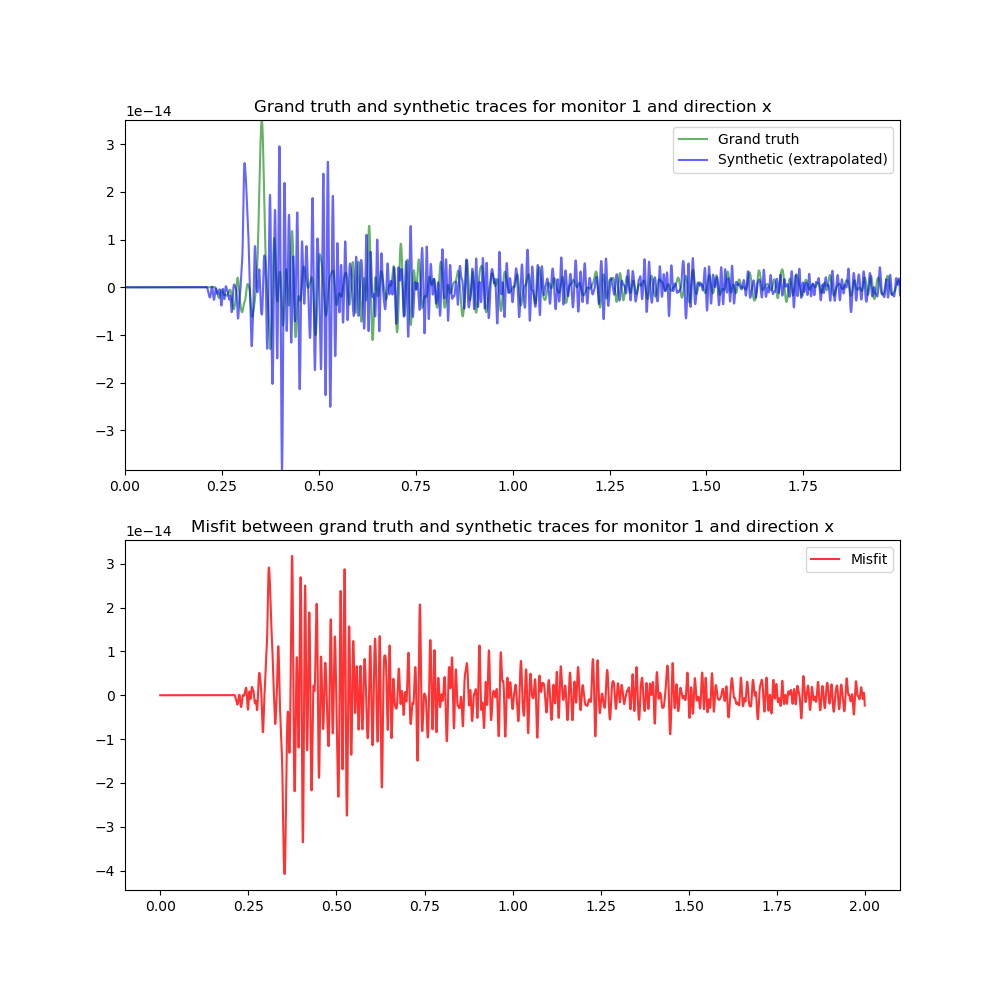 Grand truth and synthetic traces for monitor 1 and direction x
1e−14
Grand truth
Synthetic (extrapolated)
3
2
1
0
−1
−2
−3
0.00 0.25 0.50 0.75 1.00 1.25 1.50 1.75
Misfit between grand truth and synthetic traces for monitor 1 and direction x
1e−14
Misfit
3
2
1
0
−1
−2
−3
−4
0.00 0.25 0.50 0.75 1.00 1.25 1.50 1.75 2.00